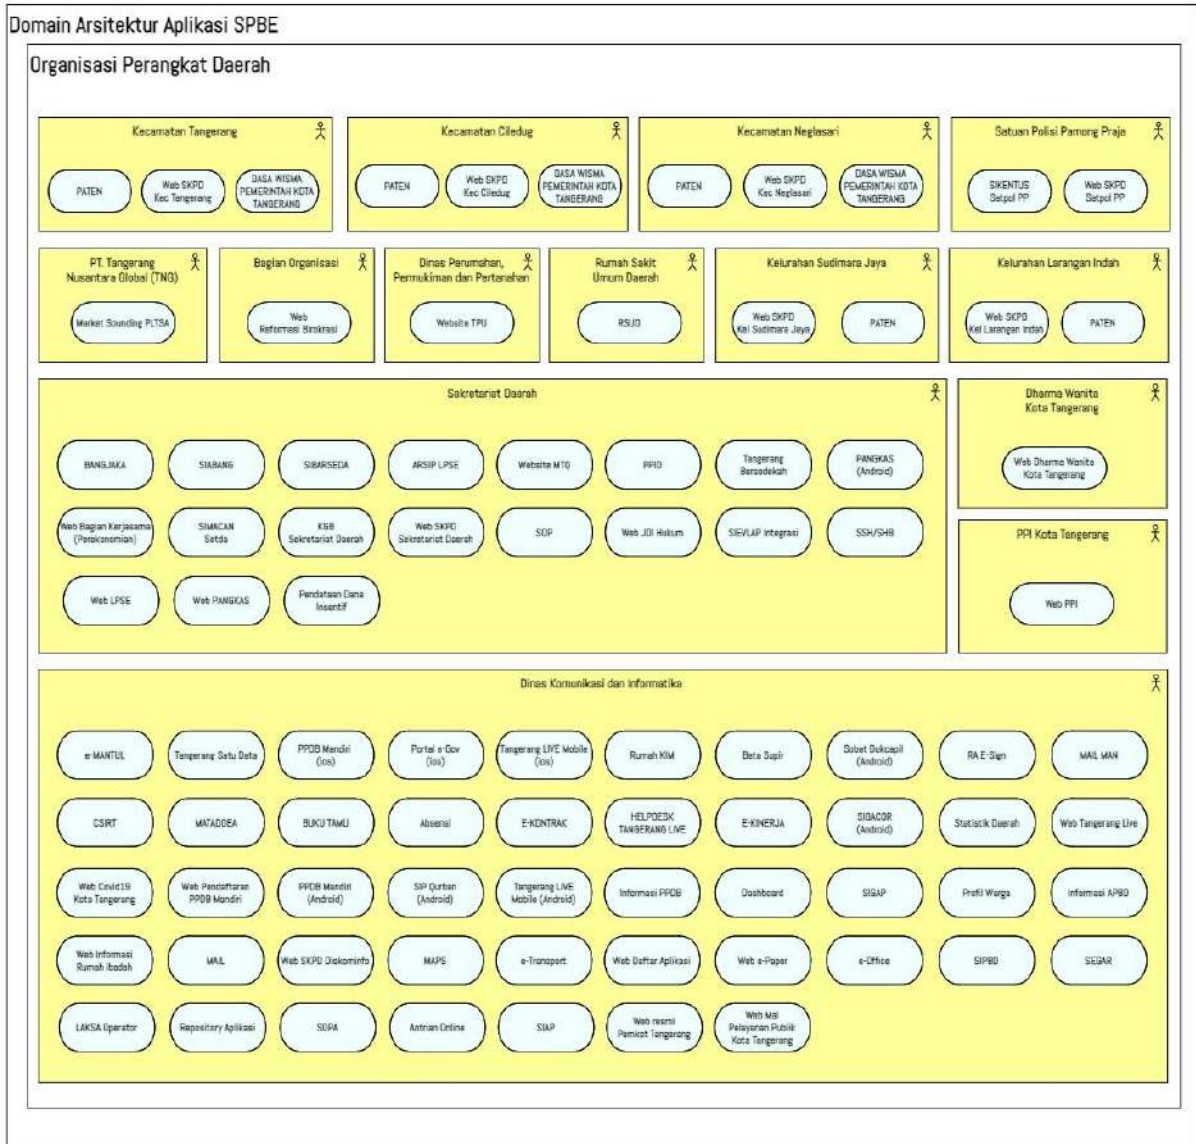 Domain Arsitektur Aplikasi SPBE
Organisasi Perangkat Daerah
Kecamatan Tangerang
PATEN
Web SKPD
Kec Tangerang
DASA WISMA
PEMERINTAH KOTA
TANGERANG
Kecamatan Ciledug
PATEN
Web SKPD
Kec Ciledug
DASA WISMA
PEMERINTAH KOTA
TANGERANG
Kecamatan Neglasari
PATEN
Web SKPD
Kec Neglasari
DASA WISMA
PEMERINTAH KOTA
TANGERANG
Satuan Polisi Pamong Praja
SIKENTUS
Satpol PP
Web SKPD
Satpol PP
PT. Tangerang
Nusantara Global (TNG)
Market Sounding PLTSA
Bagian Organisasi
Web
Reformasi Birokrasi
Dinas Perumahan,
Permukiman dan Pertanahan
Website TPU
Rumah Sakit
Umum Daerah
RSUD
Kelurahan Sudimara Jaya
Web SKPD
Kel Sudimara Jaya
PATEN
Kelurahan Larangan Indah
Web SKPD
Kel Larangan Indah
PATEN
Sekretariat Daerah
BANGJAKA
SIABANG
SIBARSEDA
ARSIP LPSE
Website MTQ
PPID
Tangerang
Bersedekah
PANGKAS
(Android)
Web Bagian Kerjasama
(Perekonomian)
SIMACAN
Setda
KGB
Sekretariat Daerah
Web SKPD
Sekretariat Daerah
SOP
Web JDI Hukum
SIEVLAP Integrasi
SSH/SHB
Web LPSE
Web PANGKAS
Pendataan Dana
Insentif
Dharma Wanita
Kota Tangerang
Web Dharma Wanita
Kota Tangerang
PPI Kota Tangerang
Web PPI
Dinas Komunikasi dan Informatika
e-MANTUL
Tangerang Satu Data
PPDB Mandiri
(ios)
Portal e-Gov
(ios)
Tangerang LIVE Mobile
(ios)
Rumah KIM
Data Supir
Sobat Dukcapil
(Android)
RA E-Sign
MAIL MAN
CSIRT
MATADOEA
BUKU TAMU
Absensi
E-KONTRAK
HELPDESK
TANGERANG LIVE
E-KINERJA
SIGACOR
(Android)
Statistik Daerah
Web Tangerang Live
Web Covid19
Kota Tangerang
Web Pendaftaran
PPDB Mandiri
PPDB Mandiri
(Android)
SIP Qurban
(Android)
Tangerang LIVE
Mobile (Android)
Informasi PPDB
Dashboard
SIGAP
Profil Warga
Informasi APBD
Web Informasi
Rumah ibadah
MAIL
Web SKPD Diskominfo
MAPS
e-Transport
Web Daftar Aplikasi
Web e-Paper
e-Office
SIPBD
SEGAR
LAKSA Operator
Repository Aplikasi
SOPA
Antrian Online
SIAP
Web resmi
Pemkot Tangerang
Web Mal
Pelayanan Publik
Kota Tangerang